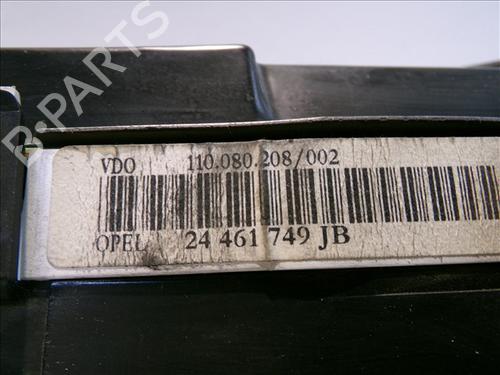 B-PARTS
VDO 110.080.208/002
OPEL 24 461 749 JB